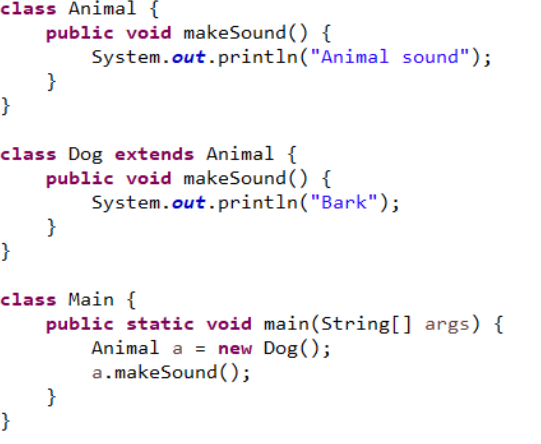 class Animal {
    public void makeSound() {
        System.out.println("Animal sound");
    }
}

class Dog extends Animal {
    public void makeSound() {
        System.out.println("Bark");
    }
}

class Main {
    public static void main(String[] args) {
        Animal a = new Dog();
        a.makeSound();
    }
}